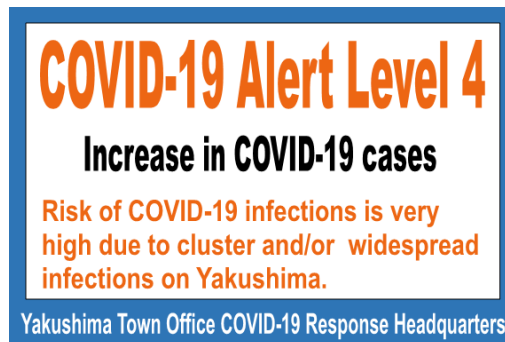 COVID-19 Alert Level 4
Increase in COVID-19 cases
Risk of COVID-19 infections is very
high due to cluster and/or widespread
infections on Yakushima.
Yakushima Town Office COVID-19 Response Headquarters